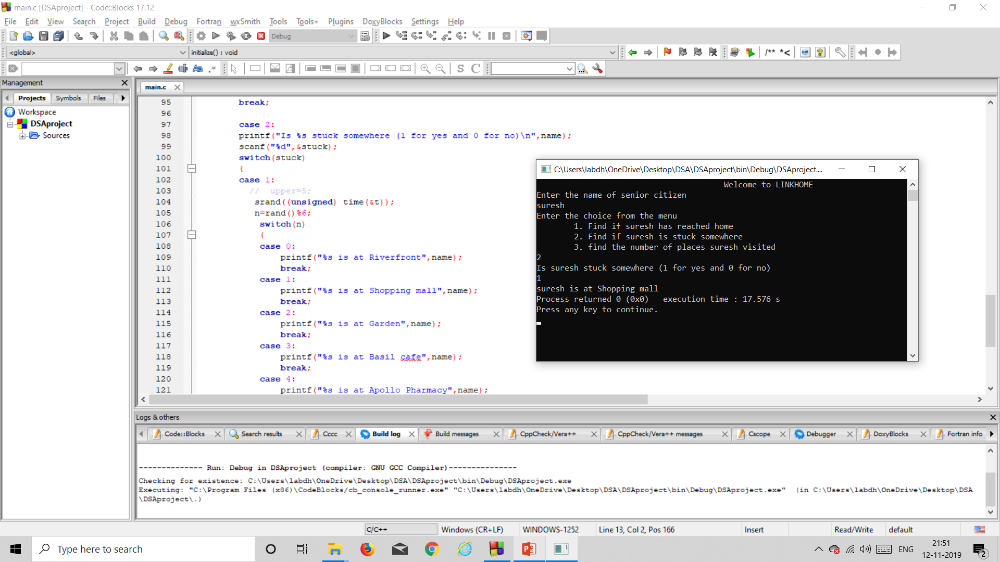 main.c [DSAproject] - Code::Blocks 17.12
File Edit View Search Project Build Debug Fortran wxSmith Tools Tools+ Plugins DoxyBlocks Settings Help
Debug
<global> initialize() : void
/** *<
Management
Projects Symbols Files
Workspace
DSAproject
Sources
main.c
95 break;
96
97 case 2:
98 printf("Is %s stuck somewhere (1 for yes and 0 for no)\n",name);
99 scanf("%d",&stuck);
100 switch(stuck)
101 {
102 case 1:
103 // upper=5;
104 srand((unsigned) time(&t));
105 n=rand()%6;
106 switch(n)
107 {
108 case 0:
109 printf("%s is at Riverfront",name);
110 break;
111 case 1:
112 printf("%s is at Shopping mall",name);
113 break;
114 case 2:
115 printf("%s is at Garden",name);
116 break;
117 case 3:
118 printf("%s is at Basil cafe",name);
119 break;
120 case 4:
121 printf("%s is at Apollo Pharmacy",name);
C:\Users\labdh\OneDrive\Desktop\DSA\DSAproject\bin\Debug\DSAproject....
Welcome to LINKHOME
Enter the name of senior citizen
suresh
Enter the choice from the menu
1. Find if suresh has reached home
2. Find if suresh is stuck somewhere
3. find the number of places suresh visited
2
Is suresh stuck somewhere (1 for yes and 0 for no)
1
suresh is at Shopping mall
Process returned 0 (0x0) execution time : 17.576 s
Press any key to continue.
Logs & others
Code::Blocks Search results Cccc Build log Build messages CppCheck/Vera++ CppCheck/Vera++ messages Cscope Debugger DoxyBlocks Fortran info
-------------- Run: Debug in DSAproject (compiler: GNU GCC Compiler)---------------
Checking for existence: C:\Users\labdh\OneDrive\Desktop\DSA\DSAproject\bin\Debug\DSAproject.exe
Executing: "C:\Program Files (x86)\CodeBlocks/cb_console_runner.exe" "C:\Users\labdh\OneDrive\Desktop\DSA\DSAproject\bin\Debug\DSAproject.exe" (in C:\Users\labdh\OneDrive\Desktop\DSA
\DSAproject\.)
C/C++ Windows (CR+LF) WINDOWS-1252 Line 13, Col 2, Pos 166 Insert Read/Write default
Type here to search
ENG
21:51
12-11-2019
2